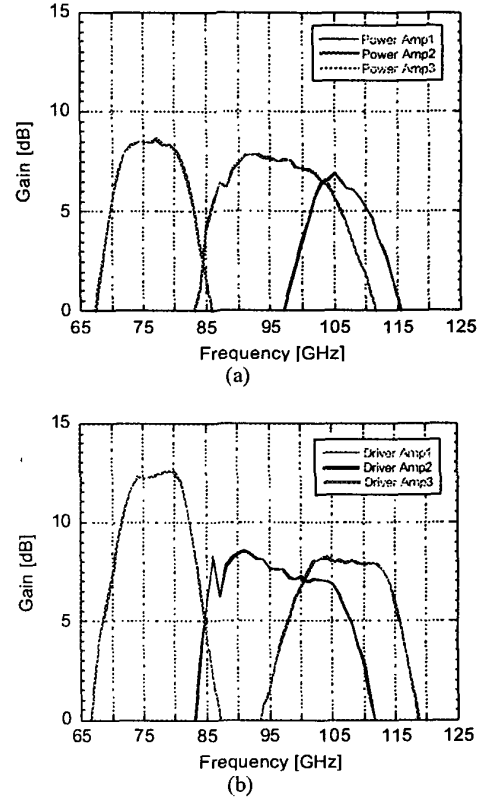 15
Power Amp1
Power Amp2
Power Amp3
10
Gain [dB]
5
0
65 75 85 95 105 115 125
Frequency [GHz]
(a)
15
Driver Amp1
Driver Amp2
Driver Amp3
10
Gain [dB]
5
0
65 75 85 95 105 115 125
Frequency [GHz]
(b)